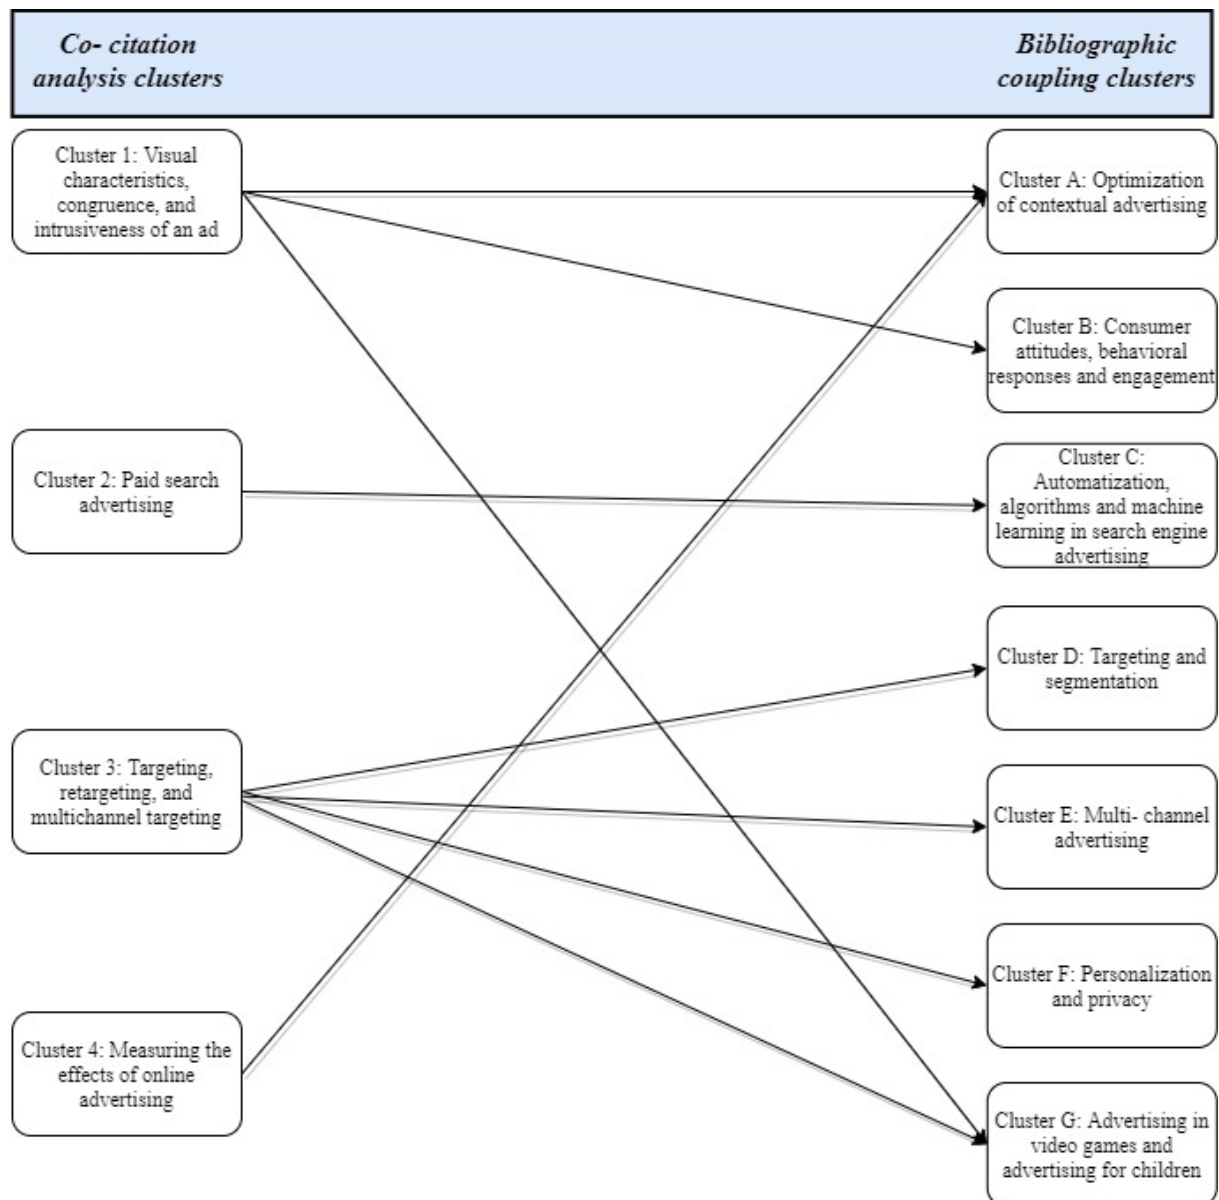 Co- citation
analysis clusters
Bibliographic
coupling clusters
Cluster 1: Visual
characteristics,
congruence, and
intrusiveness of an ad
Cluster 2: Paid search
advertising
Cluster 3: Targeting,
retargeting, and
multichannel targeting
Cluster 4: Measuring the
effects of online
advertising
Cluster A: Optimization
of contextual advertising
Cluster B: Consumer
attitudes, behavioral
responses and engagement
Cluster C:
Automatization,
algorithms and machine
learning in search engine
advertising
Cluster D: Targeting and
segmentation
Cluster E: Multi- channel
advertising
Cluster F: Personalization
and privacy
Cluster G: Advertising in
video games and
advertising for children